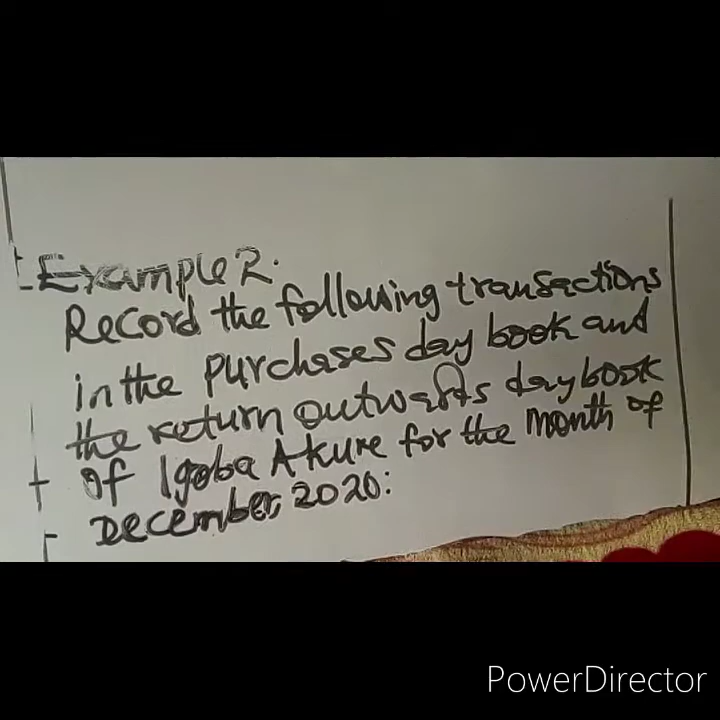 Example 2.
Record the following transactions
in the purchases day book and
the return outwards day book
of Igoba Akure for the month of
December, 2020:
PowerDirector